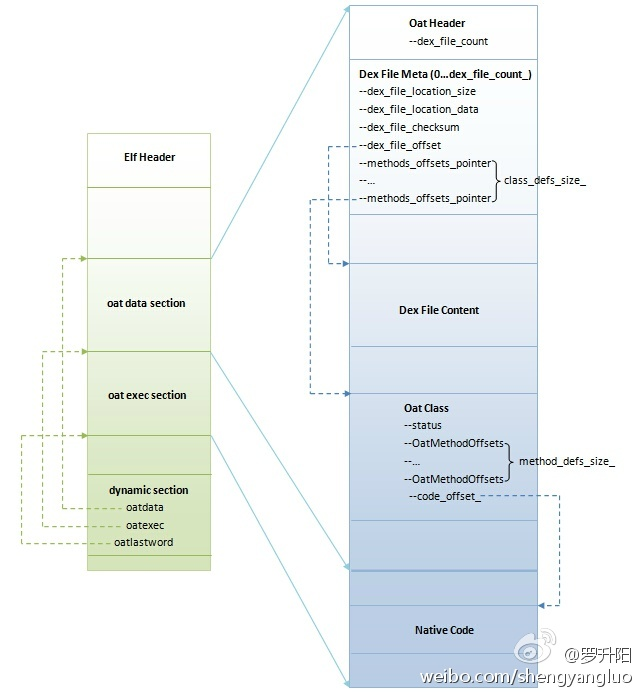 Elf Header
oat data section
oat exec section
dynamic section
oatdata
oatexec
oatlastword
Oat Header
--dex_file_count
Dex File Meta (0...dex_file_count_)
--dex_file_location_size
--dex_file_location_data
--dex_file_checksum
--dex_file_offset
--methods_offsets_pointer
--...
--methods_offsets_pointer
class_defs_size_
Dex File Content
Oat Class
--status
--OatMethodOffsets
--...
--OatMethodOffsets
--code_offset_
method_defs_size_
Native Code
@罗升阳
weibo.com/shengyangluo